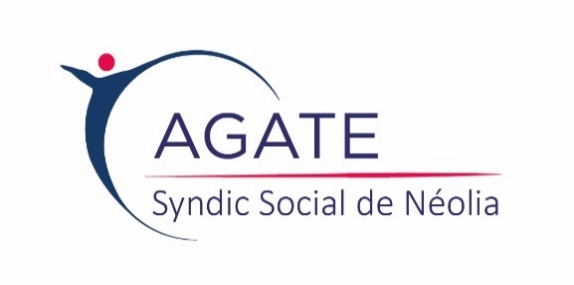 AGATE
Syndic Social de Néolia